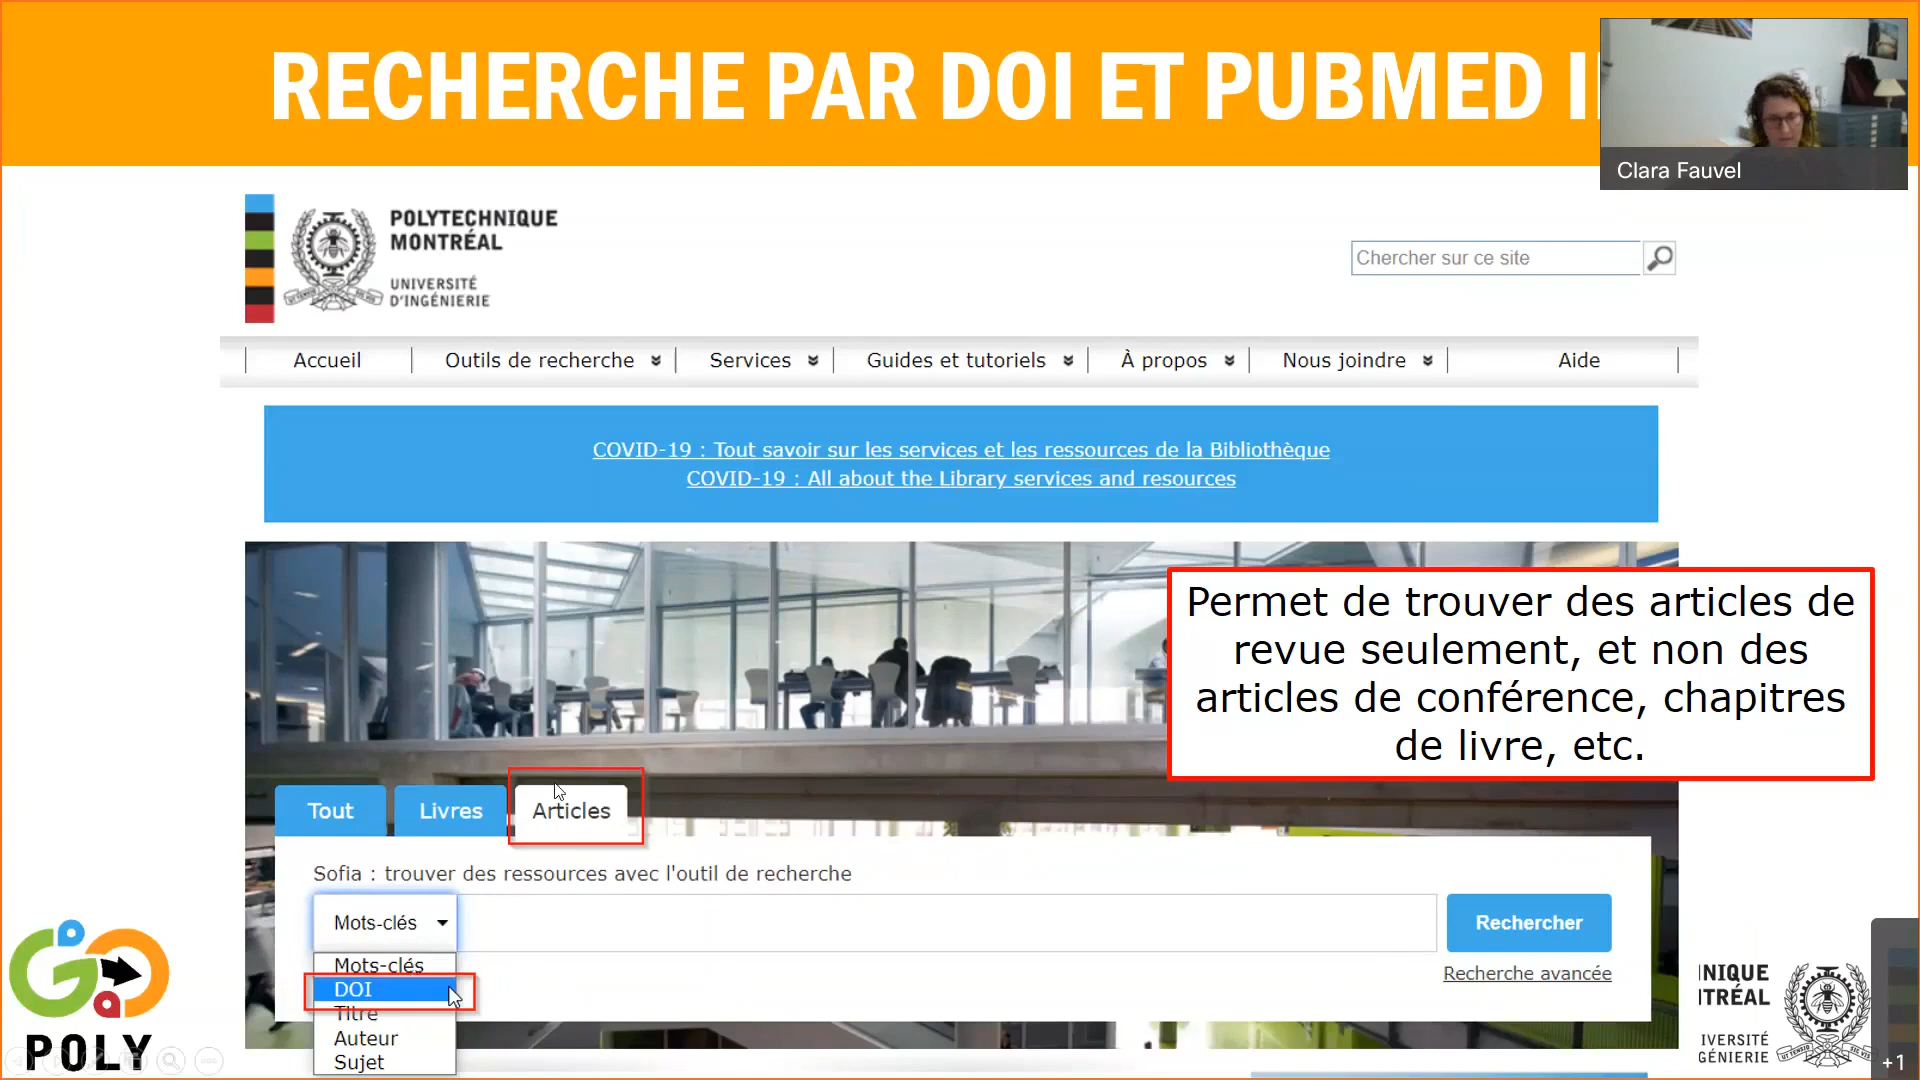 RECHERCHE PAR DOI ET PUBMED
Clara Fauvel
POLYTECHNIQUE
MONTRÉAL
UNIVERSITÉ
D'INGÉNIERIE
Chercher sur ce site
Accueil
Outils de recherche
Services
Guides et tutoriels
À propos
Nous joindre
Aide
COVID-19 : Tout savoir sur les services et les ressources de la Bibliothèque
COVID-19 : All about the Library services and resources
Permet de trouver des articles de
revue seulement, et non des
articles de conférence, chapitres
de livre, etc.
Tout
Livres
Articles
Sofia : trouver des ressources avec l'outil de recherche
Mots-clés
Rechercher
Mots-clés
DOI
Titre
Auteur
Sujet
Recherche avancée
POLY
NIQUE
TRÉAL
IVERSITÉ
GÉNIERIE
+1